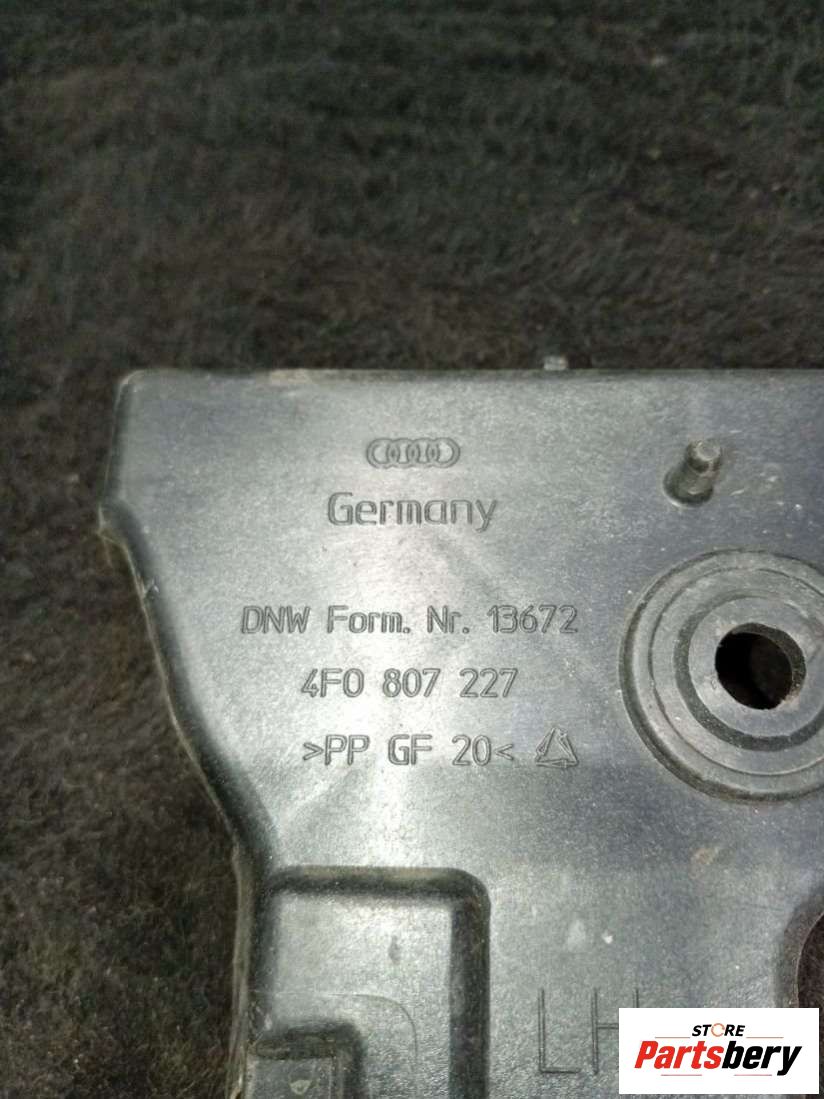 Germany
DNW Form. Nr. 13672
4F0 807 227
>PP GF 20<
LH
STORE
Partsbery